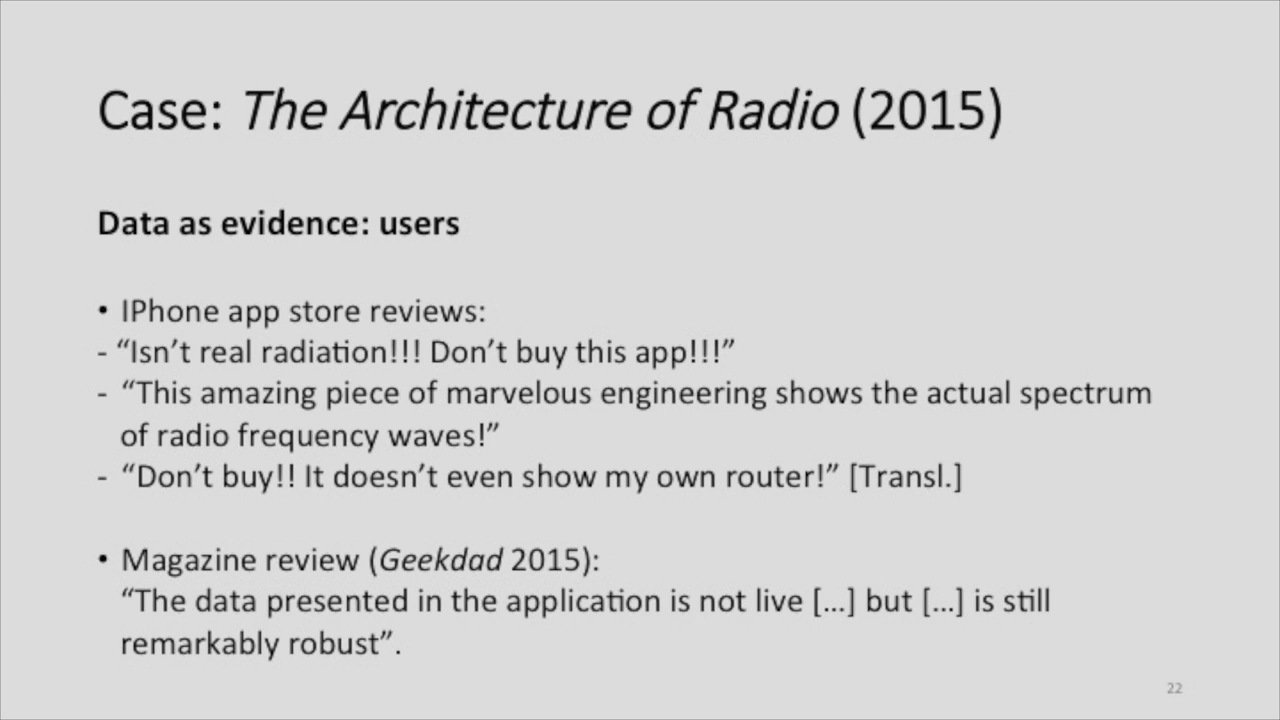 Case: The Architecture of Radio (2015)
Data as evidence: users
• IPhone app store reviews:
- “Isn’t real radiation!!! Don’t buy this app!!!”
- “This amazing piece of marvelous engineering shows the actual spectrum
of radio frequency waves!”
- “Don’t buy!! It doesn’t even show my own router!” [Transl.]
• Magazine review (Geekdad 2015):
“The data presented in the application is not live […] but […] is still
remarkably robust”.
22